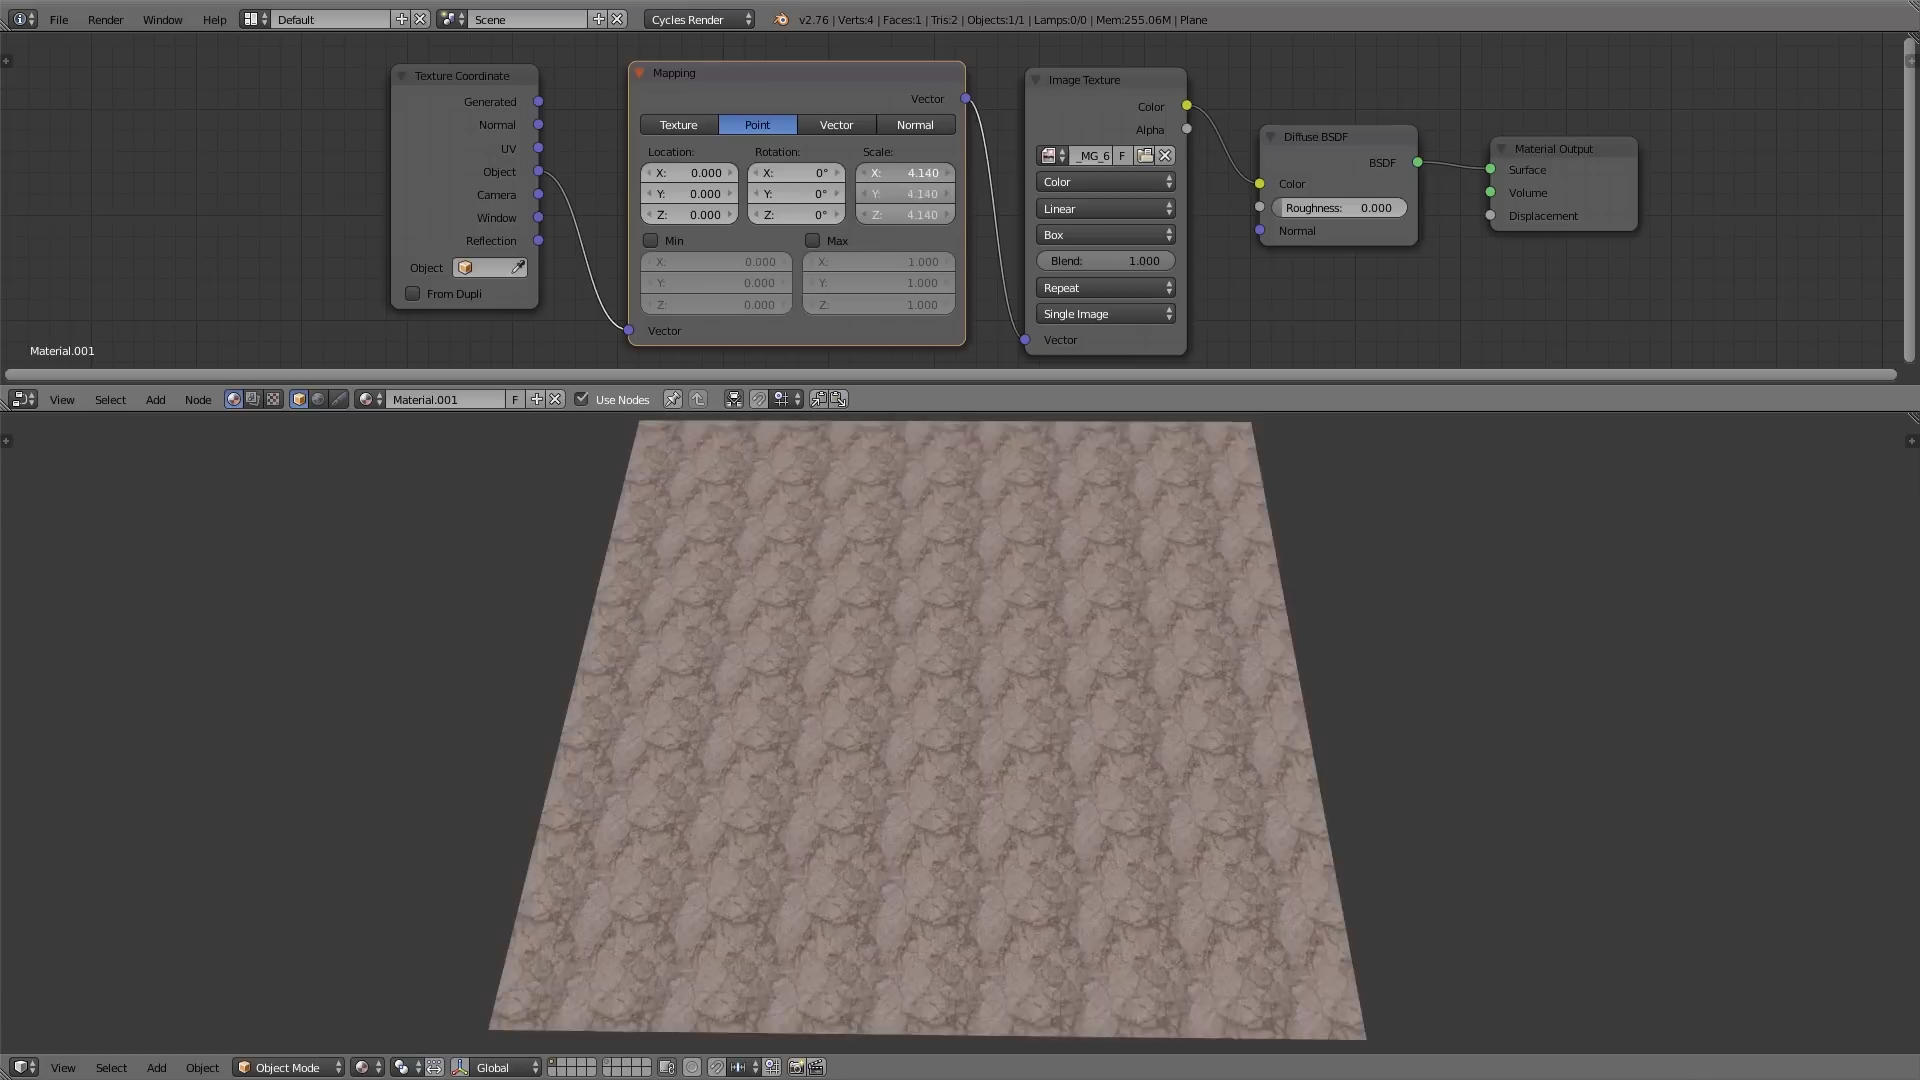 File Render Window Help Default Scene Cycles Render v2.76 | Verts:4 | Faces:1 | Tris:2 | Objects:1/1 | Lamps:0/0 | Mem:255.06M | Plane
Texture Coordinate
Generated
Normal
UV
Object
Camera
Window
Reflection
Object
From Dupli
Mapping
Vector
Texture Point Vector Normal
Location: Rotation: Scale:
X: 0.000 X: 0° X: 4.140
Y: 0.000 Y: 0° Y: 4.140
Z: 0.000 Z: 0° Z: 4.140
Min Max
X: 0.000 X: 1.000
Y: 0.000 Y: 1.000
Z: 0.000 Z: 1.000
Vector
Image Texture
Color
Alpha
_MG_6 F
Color
Linear
Box
Blend: 1.000
Repeat
Single Image
Vector
Diffuse BSDF
BSDF
Color
Roughness: 0.000
Normal
Material Output
Surface
Volume
Displacement
Material.001
View Select Add Node Material.001 F Use Nodes
View Select Add Object Object Mode Global